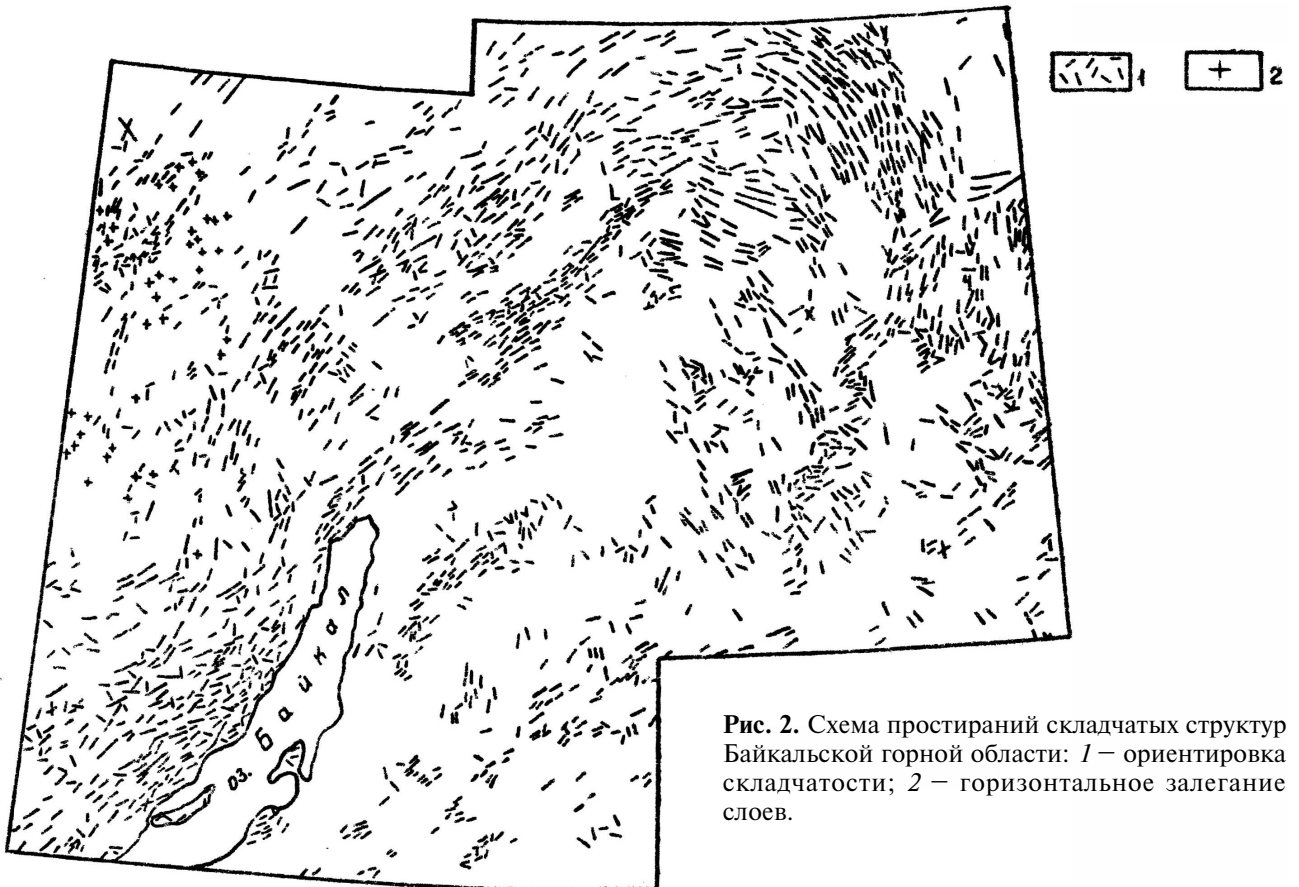 1
2
оз. Байкал
Рис. 2. Схема простираний складчатых структур
Байкальской горной области: 1 — ориентировка
складчатости; 2 — горизонтальное залегание
слоев.